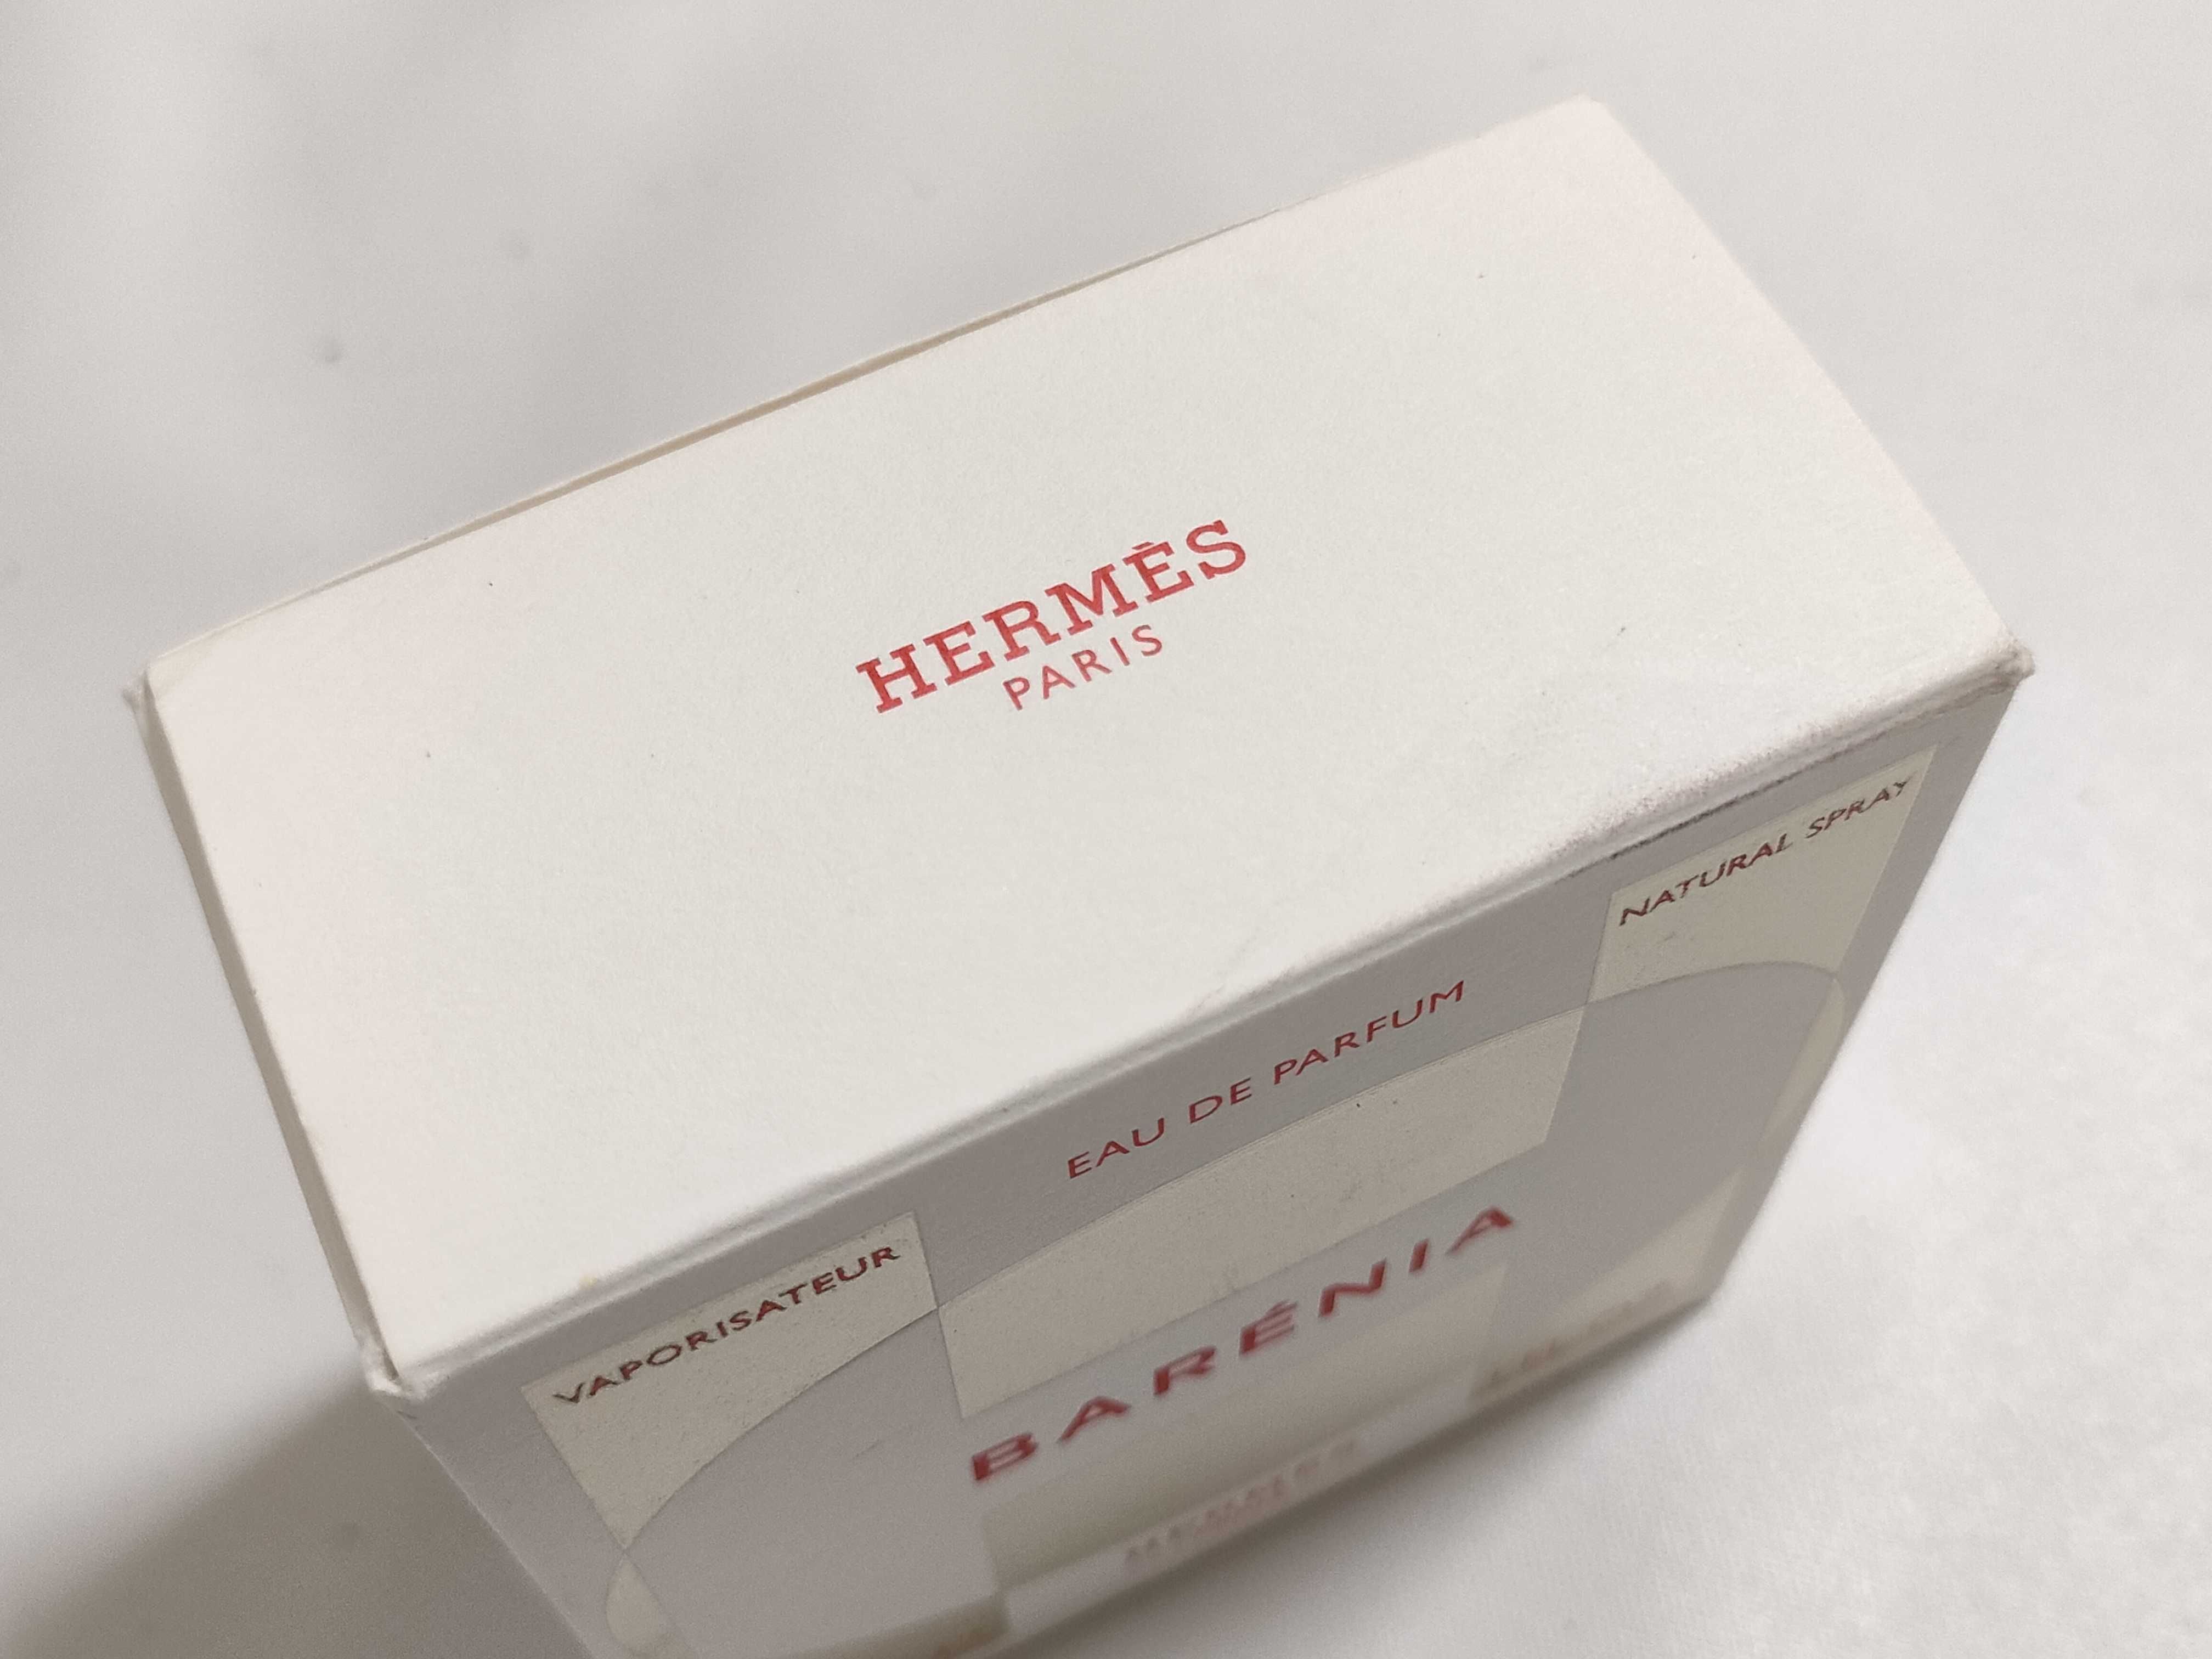 HERMÈS
PARIS
VAPORISATEUR
EAU DE PARFUM
NATURAL SPRAY
BARÉNIA